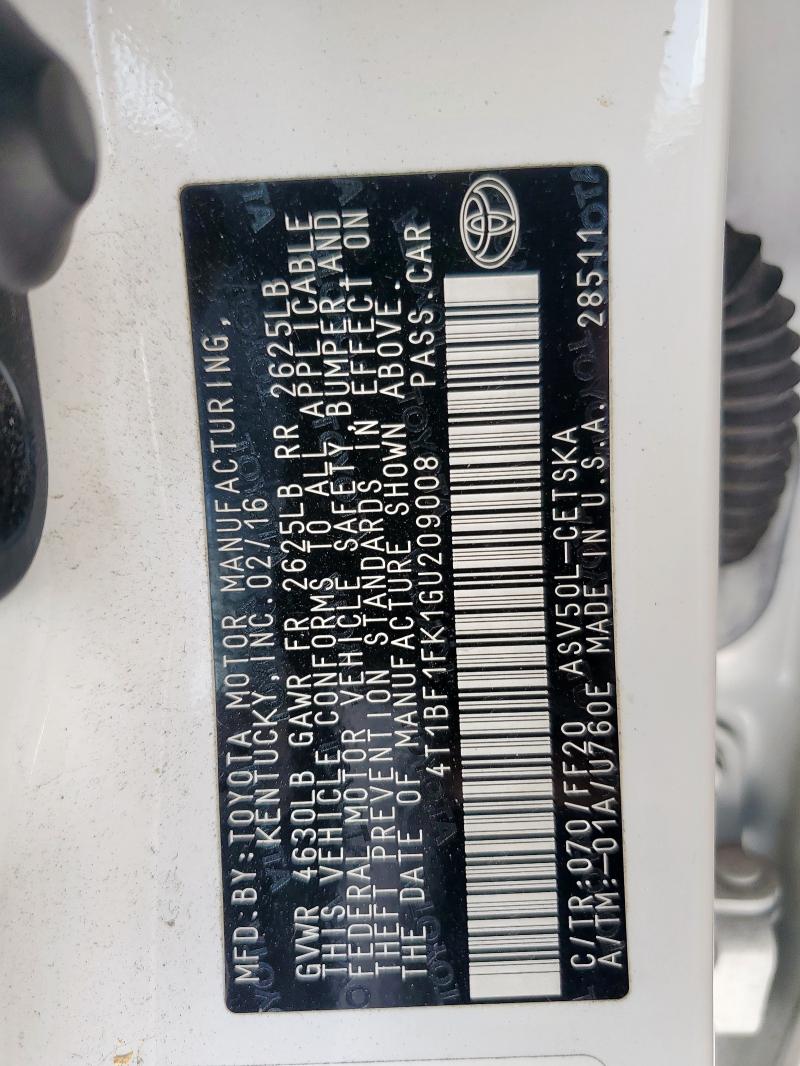 MFD.BY:TOYOTA MOTOR MANUFACTURING,
KENTUCKY,INC.02/16
GVWR 4630LB GAWR FR 2625LB RR 2625LB
THIS VEHICLE CONFORMS TO ALL APPLICABLE
FEDERAL MOTOR VEHICLE SAFETY, BUMPER,AND
THEFT PREVENTION STANDARDS IN EFFECT ON
THE DATE OF MANUFACTURE SHOWN ABOVE.
4T1BF1FK1GU209008 PASS.CAR
C/TR:070/FF20 ASV50L-CETSKA
A/TM:-01A/U760E MADE IN U.S.A. 28511